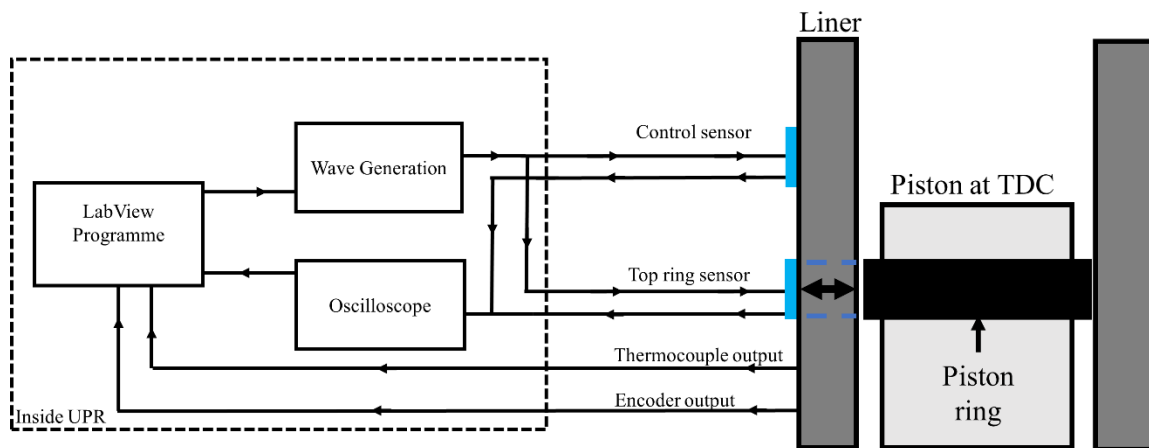 Liner
Control sensor
Wave Generation
Piston at TDC
LabView
Programme
Top ring sensor
Oscilloscope
Thermocouple output
Piston
ring
Encoder output
Inside UPR